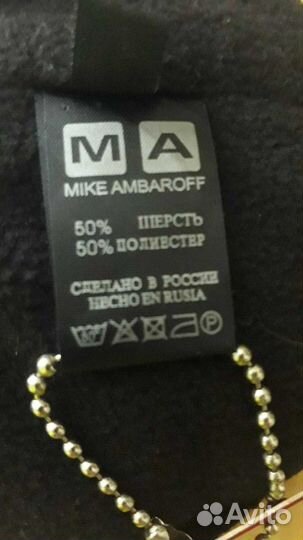 M A
MIKE AMBAROFF
50% ШЕРСТЬ
50% ПОЛИЕСТЕР
СДЕЛАНО В РОССИИ
HECHO EN RUSIA
P
Avito